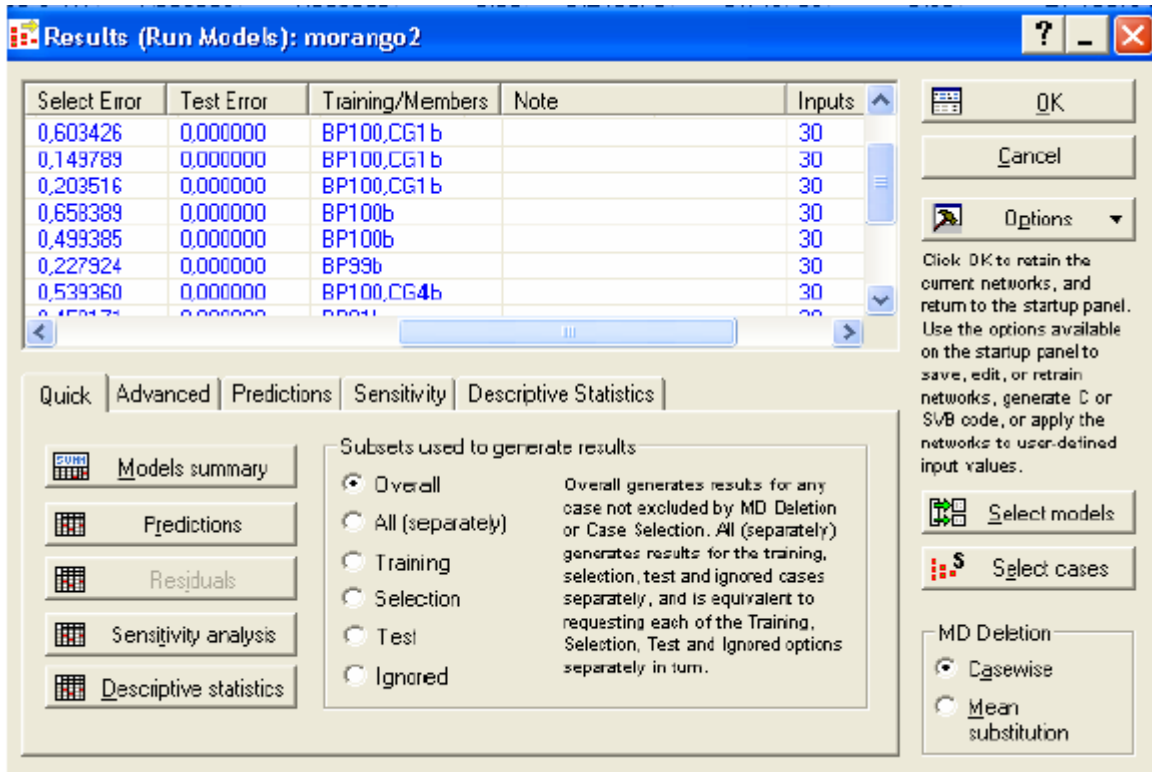 Results (Run Models): morango2
Select Error Test Error Training/Members Note Inputs
0,603426 0,000000 BP100,CG1b 30
0,149789 0,000000 BP100,CG1b 30
0,203516 0,000000 BP100,CG1b 30
0,658389 0,000000 BP100b 30
0,499385 0,000000 BP100b 30
0,227924 0,000000 BP99b 30
0,539360 0,000000 BP100,CG4b 30
OK
Cancel
Options
Click OK to retain the
current networks, and
return to the startup panel.
Use the options available
on the startup panel to
save, edit, or retrain
networks, generate C or
SVB code, or apply the
networks to user-defined
input values.
Select models
Select cases
MD Deletion
Casewise
Mean
substitution
Quick Advanced Predictions Sensitivity Descriptive Statistics
Models summary
Predictions
Residuals
Sensitivity analysis
Descriptive statistics
Subsets used to generate results
Overall
All (separately)
Training
Selection
Test
Ignored
Overall generates results for any
case not excluded by MD Deletion
or Case Selection. All (separately)
generates results for the training,
selection, test and ignored cases
separately, and is equivalent to
requesting each of the Training,
Selection, Test and Ignored options
separately in turn.